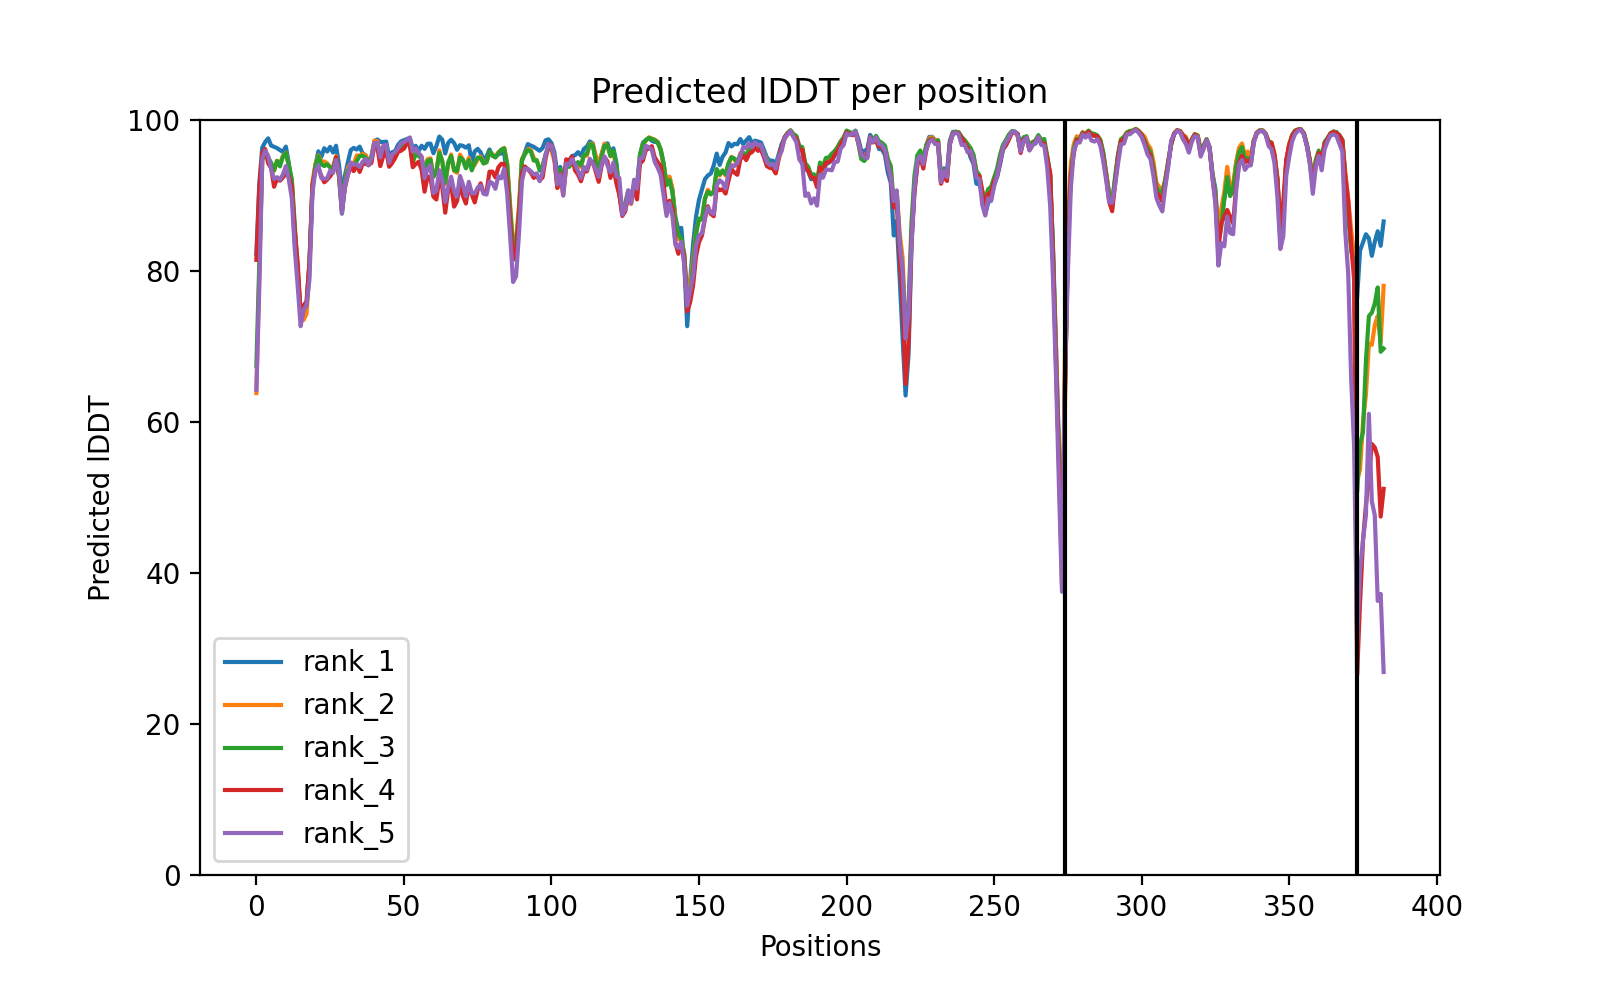 Predicted lDDT per position
Predicted lDDT
100
80
60
40
20
0
rank_1
rank_2
rank_3
rank_4
rank_5
0 50 100 150 200 250 300 350 400
Positions